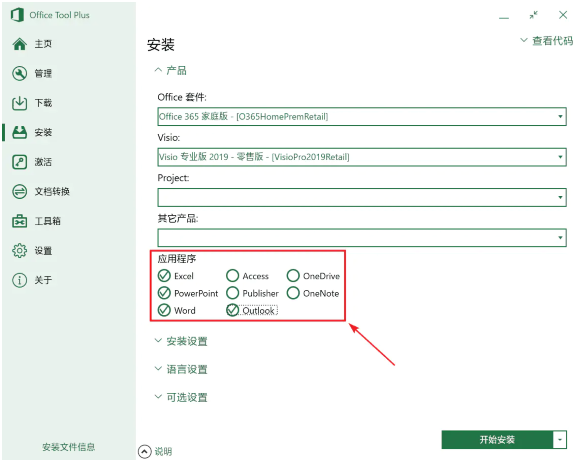 Office Tool Plus
主页
管理
下载
安装
激活
文档转换
工具箱
设置
关于
安装文件信息
安装
查看代码
产品
Office 套件:
Office 365 家庭版 - [O365HomePremRetail]
Visio:
Visio 专业版 2019 - 零售版 - [VisioPro2019Retail]
Project:
其它产品:
应用程序
Excel Access OneDrive
PowerPoint Publisher OneNote
Word Outlook
安装设置
语言设置
可选设置
说明
开始安装